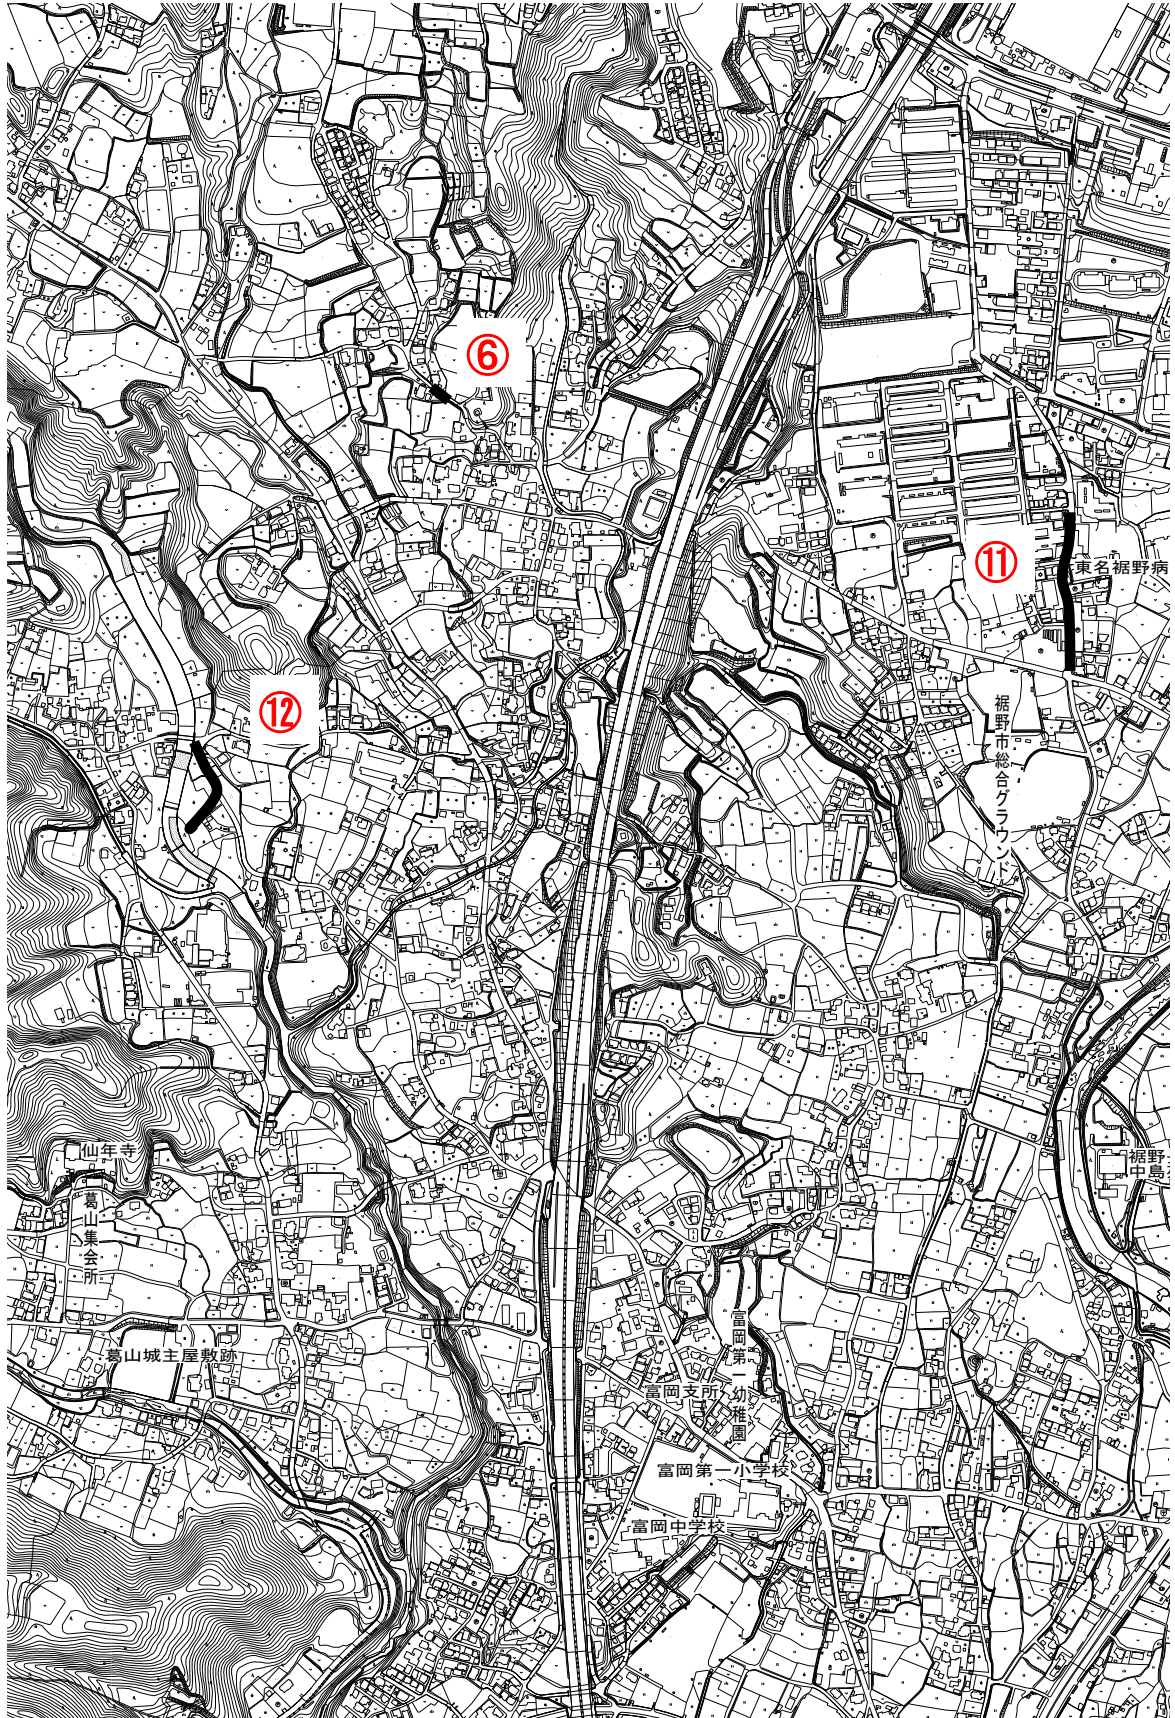 ⑥
⑪
東名裾野病
⑫
裾野市総合グラウンド
仙年寺
裾野
中島
葛山集会所
富岡第一幼稚園
葛山城主屋敷跡
富岡支所
富岡第一小学校
富岡中学校